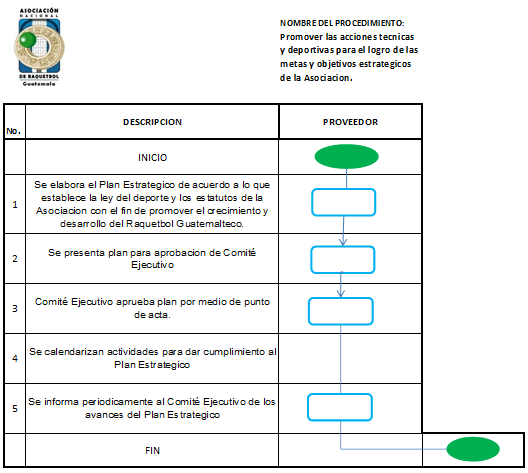 ASOCIACIÓN
NACIONAL
DE RAQUETBOL
Guatemala
NOMBRE DEL PROCEDIMIENTO:
Promover las acciones tecnicas
y deportivas para el logro de las
metas y objetivos estrategicos
de la Asociacion.
No.
DESCRIPCION
PROVEEDOR
INICIO
1
Se elabora el Plan Estrategico de acuerdo a lo que
establece la ley del deporte y los estatutos de la
Asociacion con el fin de promover el crecimiento y
desarrollo del Raquetbol Guatemalteco.
2
Se presenta plan para aprobacion de Comité
Ejecutivo
3
Comité Ejecutivo aprueba plan por medio de punto
de acta.
4
Se calendarizan actividades para dar cumplimiento al
Plan Estrategico
5
Se informa periodicamente al Comité Ejecutivo de los
avances del Plan Estrategico
FIN